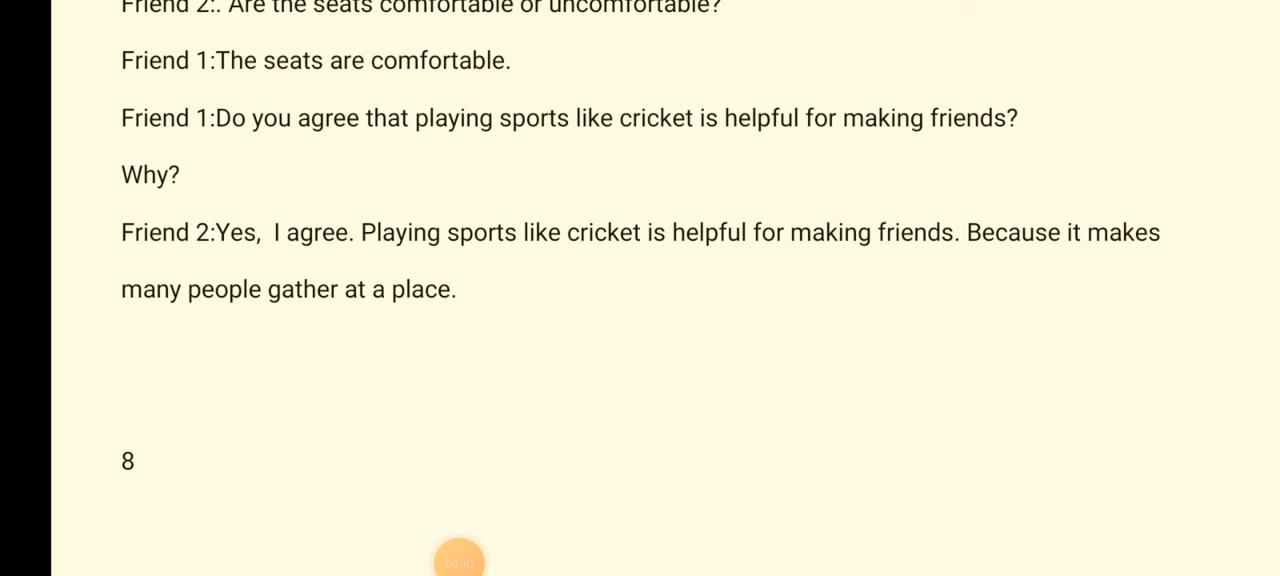 Friend 2:. Are the seats comfortable or uncomfortable?
Friend 1:The seats are comfortable.
Friend 1:Do you agree that playing sports like cricket is helpful for making friends?
Why?
Friend 2:Yes,  I agree. Playing sports like cricket is helpful for making friends. Because it makes
many people gather at a place.
8
08:30